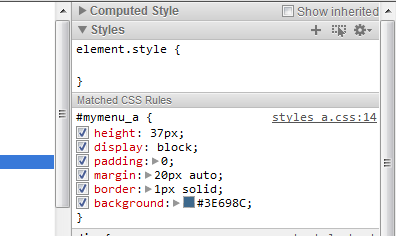 Computed Style Show inherited
Styles
element.style {
}
Matched CSS Rules
#mymenu_a { styles_a.css:14
height: 37px;
display: block;
padding: 0;
margin: 20px auto;
border: 1px solid;
background: #3E698C;
}